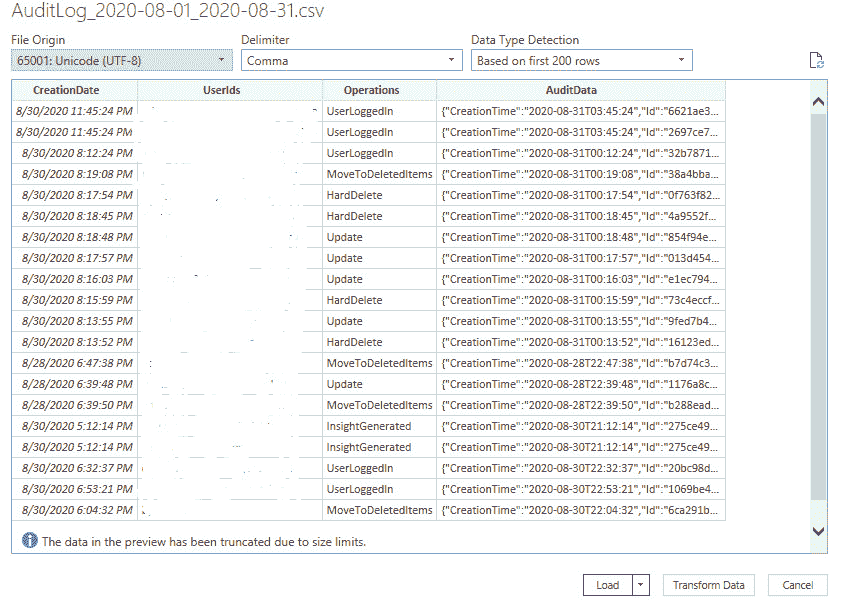 AuditLog_2020-08-01_2020-08-31.csv
File Origin Delimiter Data Type Detection
65001: Unicode (UTF-8) Comma Based on first 200 rows
CreationDate UserIds Operations AuditData
8/30/2020 11:45:24 PM UserLoggedIn {"CreationTime":"2020-08-31T03:45:24","Id":"6621ae3...
8/30/2020 11:45:24 PM UserLoggedIn {"CreationTime":"2020-08-31T03:45:24","Id":"2697ce7...
8/30/2020 8:12:24 PM UserLoggedIn {"CreationTime":"2020-08-31T00:12:24","Id":"32b7871...
8/30/2020 8:19:08 PM MoveToDeletedItems {"CreationTime":"2020-08-31T00:19:08","Id":"38a4bba...
8/30/2020 8:17:54 PM HardDelete {"CreationTime":"2020-08-31T00:17:54","Id":"0f763f82...
8/30/2020 8:18:45 PM HardDelete {"CreationTime":"2020-08-31T00:18:45","Id":"4a9552f...
8/30/2020 8:18:48 PM Update {"CreationTime":"2020-08-31T00:18:48","Id":"854f94e...
8/30/2020 8:17:57 PM Update {"CreationTime":"2020-08-31T00:17:57","Id":"013d454...
8/30/2020 8:16:03 PM Update {"CreationTime":"2020-08-31T00:16:03","Id":"e1ec794...
8/30/2020 8:15:59 PM HardDelete {"CreationTime":"2020-08-31T00:15:59","Id":"73c4eccf...
8/30/2020 8:13:55 PM Update {"CreationTime":"2020-08-31T00:13:55","Id":"9fed7b4...
8/30/2020 8:13:52 PM HardDelete {"CreationTime":"2020-08-31T00:13:52","Id":"16123ed...
8/28/2020 6:47:38 PM MoveToDeletedItems {"CreationTime":"2020-08-28T22:47:38","Id":"b7d74c3...
8/28/2020 6:39:48 PM Update {"CreationTime":"2020-08-28T22:39:48","Id":"1176a8c...
8/28/2020 6:39:50 PM MoveToDeletedItems {"CreationTime":"2020-08-28T22:39:50","Id":"b288ead...
8/30/2020 5:12:14 PM InsightGenerated {"CreationTime":"2020-08-30T21:12:14","Id":"275ce49...
8/30/2020 5:12:14 PM InsightGenerated {"CreationTime":"2020-08-30T21:12:14","Id":"275ce49...
8/30/2020 6:32:37 PM UserLoggedIn {"CreationTime":"2020-08-30T22:32:37","Id":"20bc98d...
8/30/2020 6:53:21 PM UserLoggedIn {"CreationTime":"2020-08-30T22:53:21","Id":"1069be4...
8/30/2020 6:04:32 PM MoveToDeletedItems {"CreationTime":"2020-08-30T22:04:32","Id":"6ca291b...
The data in the preview has been truncated due to size limits.
Load Transform Data Cancel